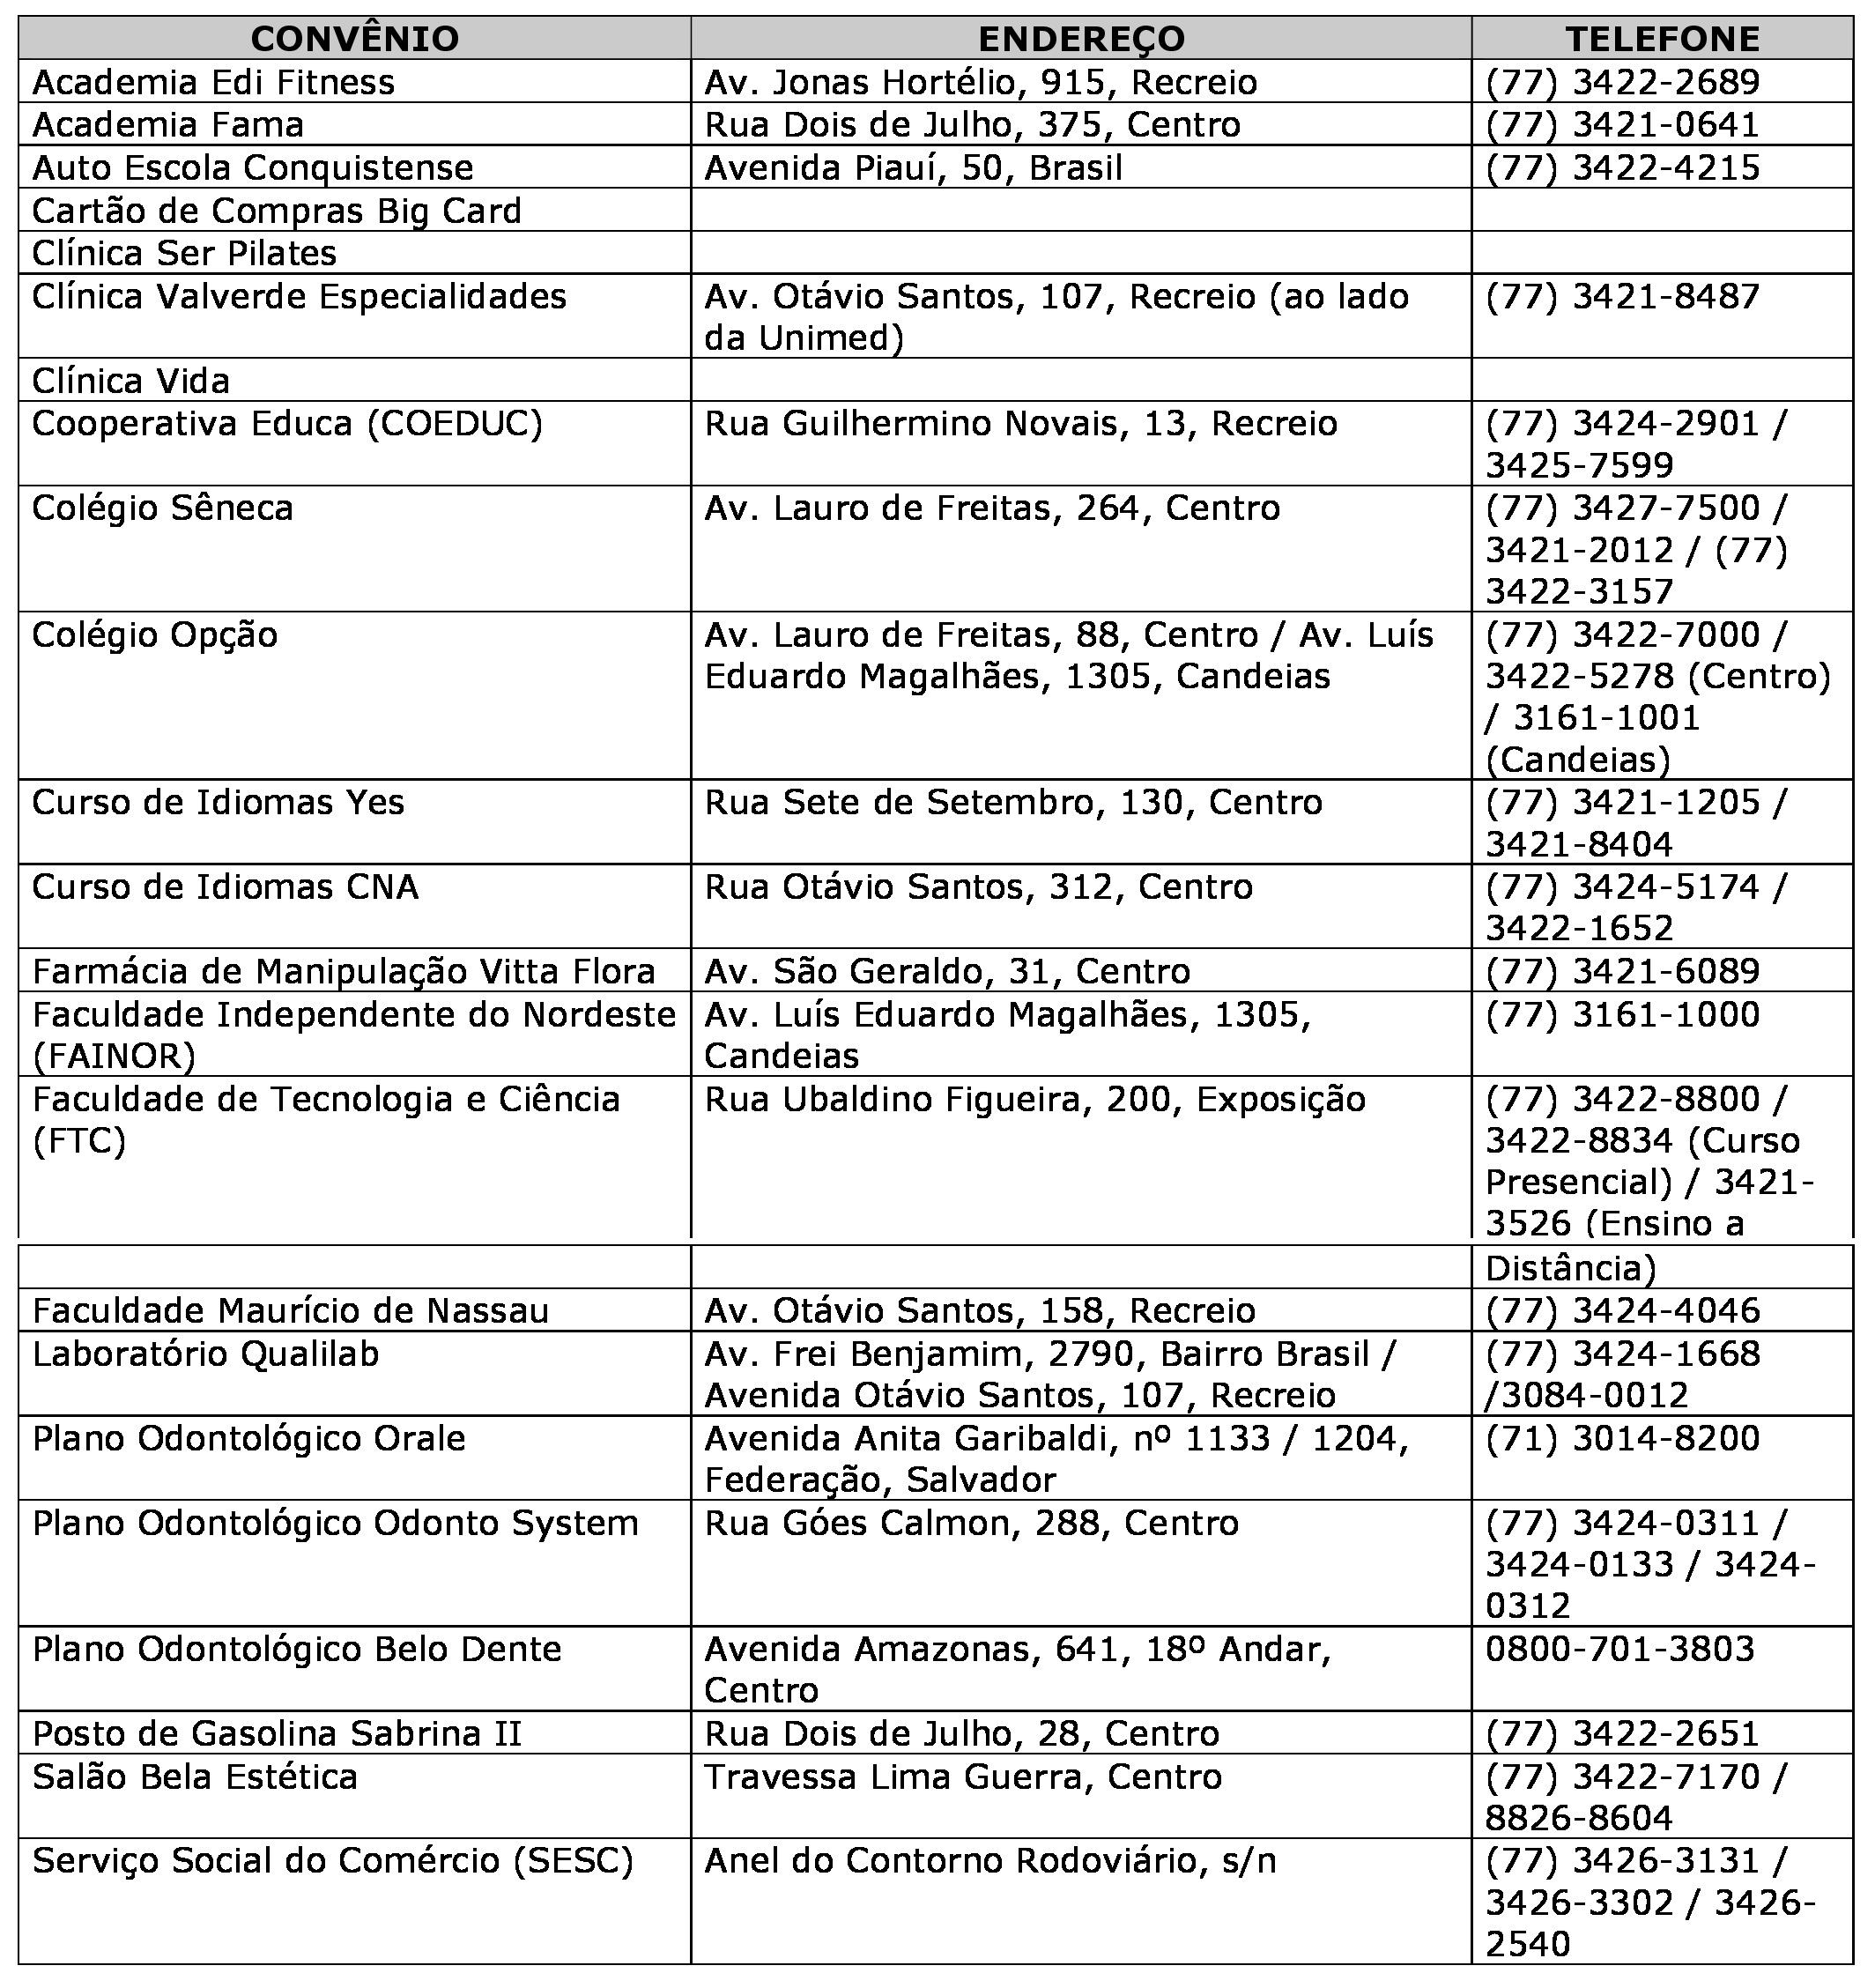 CONVÊNIO ENDEREÇO TELEFONE
Academia Edi Fitness Av. Jonas Hortélio, 915, Recreio (77) 3422-2689
Academia Fama Rua Dois de Julho, 375, Centro (77) 3421-0641
Auto Escola Conquistense Avenida Piauí, 50, Brasil (77) 3422-4215
Cartão de Compras Big Card
Clínica Ser Pilates
Clínica Valverde Especialidades Av. Otávio Santos, 107, Recreio (ao lado (77) 3421-8487
da Unimed)
Clínica Vida
Cooperativa Educa (COEDUC) Rua Guilhermino Novais, 13, Recreio (77) 3424-2901 /
3425-7599
Colégio Sêneca Av. Lauro de Freitas, 264, Centro (77) 3427-7500 /
3421-2012 / (77)
3422-3157
Colégio Opção Av. Lauro de Freitas, 88, Centro / Av. Luís (77) 3422-7000 /
Eduardo Magalhães, 1305, Candeias 3422-5278 (Centro)
/ 3161-1001
(Candeias)
Curso de Idiomas Yes Rua Sete de Setembro, 130, Centro (77) 3421-1205 /
3421-8404
Curso de Idiomas CNA Rua Otávio Santos, 312, Centro (77) 3424-5174 /
3422-1652
Farmácia de Manipulação Vitta Flora Av. São Geraldo, 31, Centro (77) 3421-6089
Faculdade Independente do Nordeste Av. Luís Eduardo Magalhães, 1305, (77) 3161-1000
(FAINOR) Candeias
Faculdade de Tecnologia e Ciência Rua Ubaldino Figueira, 200, Exposição (77) 3422-8800 /
(FTC) 3422-8834 (Curso
Presencial) / 3421-
3526 (Ensino a
Distância)
Faculdade Maurício de Nassau Av. Otávio Santos, 158, Recreio (77) 3424-4046
Laboratório Qualilab Av. Frei Benjamim, 2790, Bairro Brasil / (77) 3424-1668
Avenida Otávio Santos, 107, Recreio /3084-0012
Plano Odontológico Orale Avenida Anita Garibaldi, nº 1133 / 1204, (71) 3014-8200
Federação, Salvador
Plano Odontológico Odonto System Rua Góes Calmon, 288, Centro (77) 3424-0311 /
3424-0133 / 3424-
0312
Plano Odontológico Belo Dente Avenida Amazonas, 641, 18º Andar, 0800-701-3803
Centro
Posto de Gasolina Sabrina II Rua Dois de Julho, 28, Centro (77) 3422-2651
Salão Bela Estética Travessa Lima Guerra, Centro (77) 3422-7170 /
8826-8604
Serviço Social do Comércio (SESC) Anel do Contorno Rodoviário, s/n (77) 3426-3131 /
3426-3302 / 3426-
2540